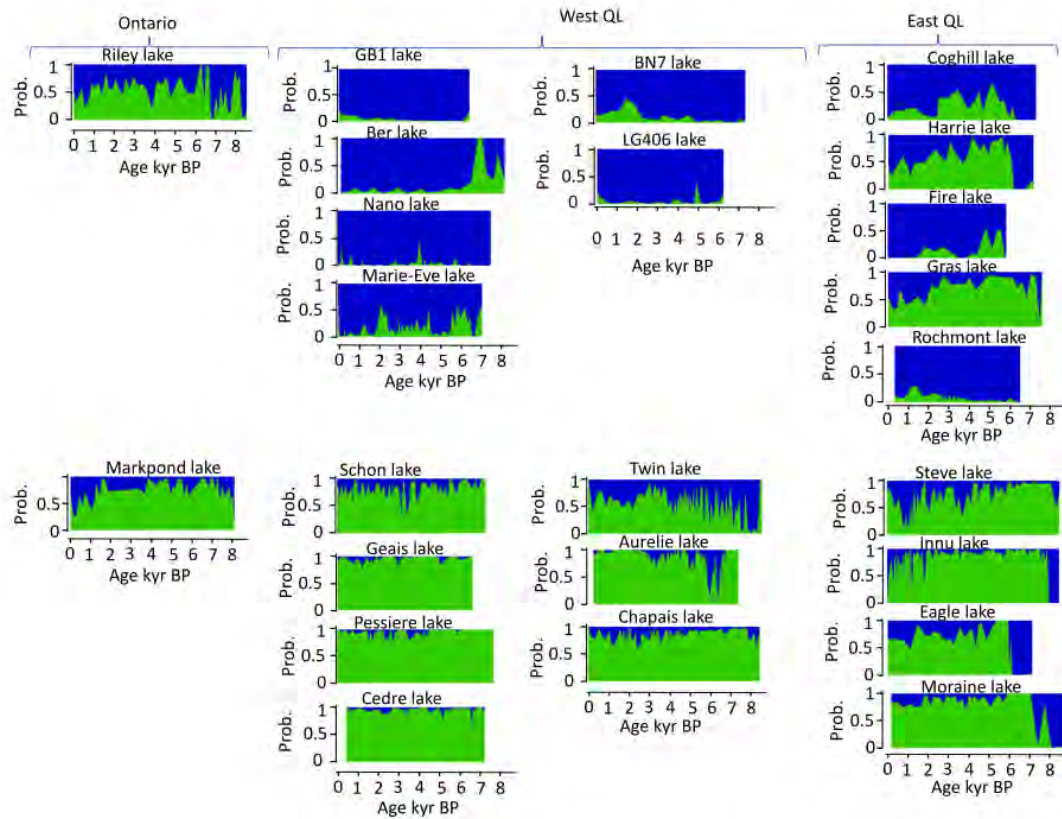 Ontario
West QL
East QL
Riley lake
Prob.
1
0.5
0
0 1 2 3 4 5 6 7 8
Age kyr BP
GB1 lake
Prob.
1
0.5
0
Ber lake
Prob.
1
0.5
0
Nano lake
Prob.
1
0.5
0
Marie-Eve lake
Prob.
1
0.5
0
0 1 2 3 4 5 6 7 8
Age kyr BP
BN7 lake
Prob.
1
0.5
0
LG406 lake
Prob.
1
0.5
0
0 1 2 3 4 5 6 7 8
Age kyr BP
Coghill lake
Prob.
1
0.5
0
Harrie lake
Prob.
1
0.5
0
Fire lake
Prob.
1
0.5
0
Gras lake
Prob.
1
0.5
0
Rochmont lake
Prob.
1
0.5
0
0 1 2 3 4 5 6 7 8
Age kyr BP
Markpond lake
Prob.
0.5
0
0 1 2 3 4 5 6 7 8
Age kyr BP
Schon lake
Prob.
1
0.5
0
Geais lake
Prob.
1
0.5
0
Pessiere lake
Prob.
1
0.5
0
Cedre lake
Prob.
1
0.5
0
0 1 2 3 4 5 6 7 8
Age kyr BP
Twin lake
Prob.
1
0.5
0
Aurelie lake
Prob.
1
0.5
0
Chapais lake
Prob.
1
0.5
0
0 1 2 3 4 5 6 7 8
Age kyr BP
Steve lake
Prob.
1
0.5
0
Innu lake
Prob.
1
0.5
0
Eagle lake
Prob.
1
0.5
0
Moraine lake
Prob.
1
0.5
0
0 1 2 3 4 5 6 7 8
Age kyr BP